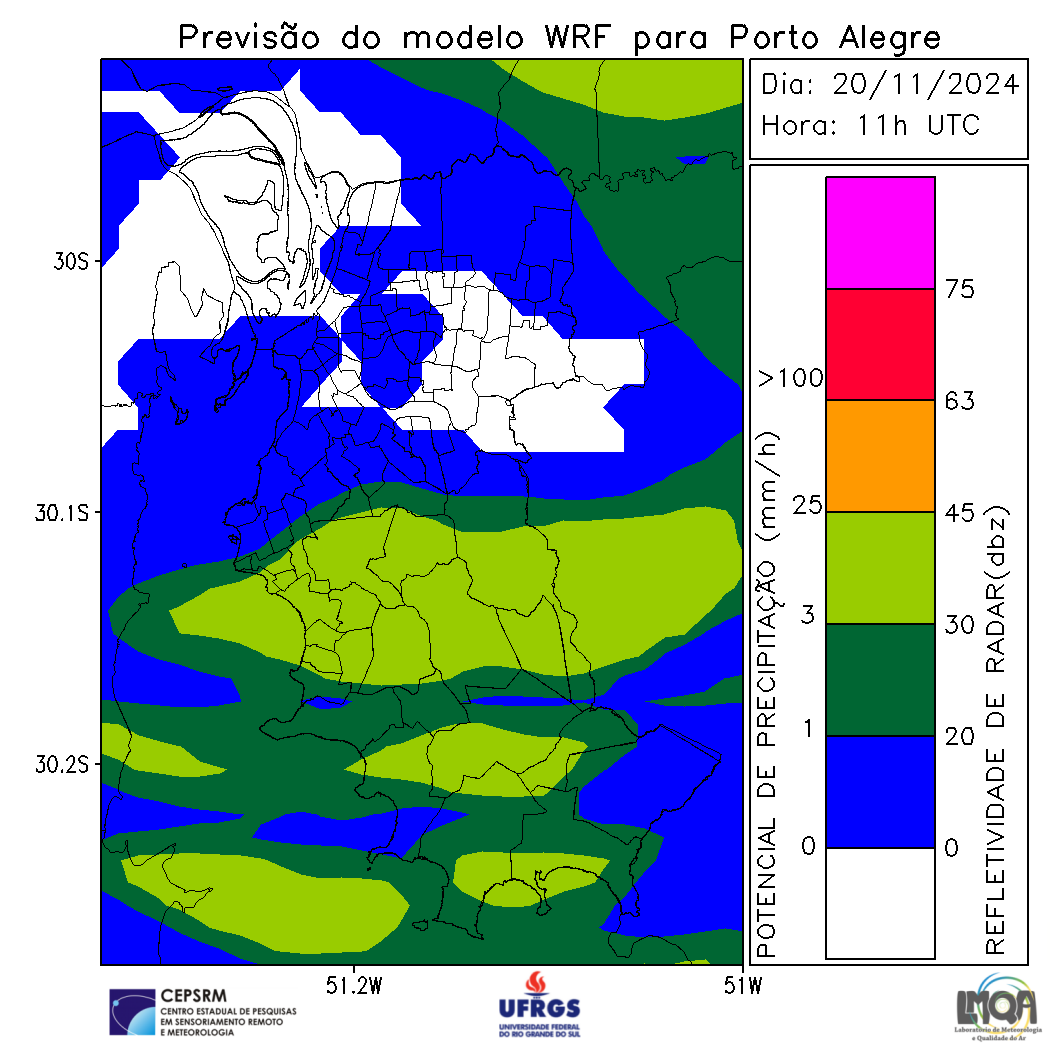 Previsão do modelo WRF para Porto Alegre
Dia: 20/11/2024
Hora: 11h UTC
30S
30.1S
30.2S
51.2W
51W
POTENCIAL DE PRECIPITAÇÃO (mm/h)
>100
25
3
1
0
75
63
45
30
20
0
REFLETIVIDADE DE RADAR(dbz)
CEPSRM
CENTRO ESTADUAL DE PESQUISAS
EM SENSORIAMENTO REMOTO
E METEOROLOGIA
UFRGS
UNIVERSIDADE FEDERAL
DO RIO GRANDE DO SUL
LMQA
Laboratório de Meteorologia
e Qualidade do Ar